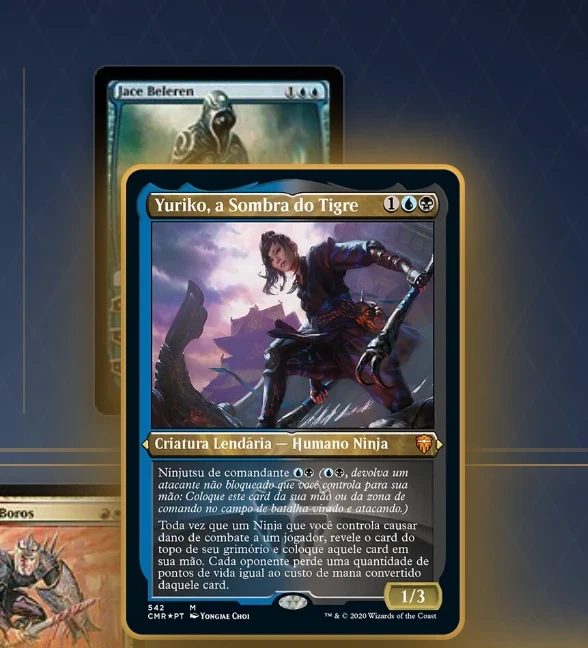 Jace Beleren 1
Yuriko, a Sombra do Tigre 1
Criatura Lendária — Humano Ninja
Ninjutsu de comandante ( , devolva um
atacante não bloqueado que você controla para sua
mão: Coloque este card da sua mão ou da zona de
comando no campo de batalha virado e atacando.)
Toda vez que um Ninja que você controla causar
dano de combate a um jogador, revele o card do
topo de seu grimório e coloque aquele card em
sua mão. Cada oponente perde uma quantidade de
pontos de vida igual ao custo de mana convertido
daquele card.
1/3
542 M
CMR★PT Yongjae Choi
™ & © 2020 Wizards of the Coast
Boros